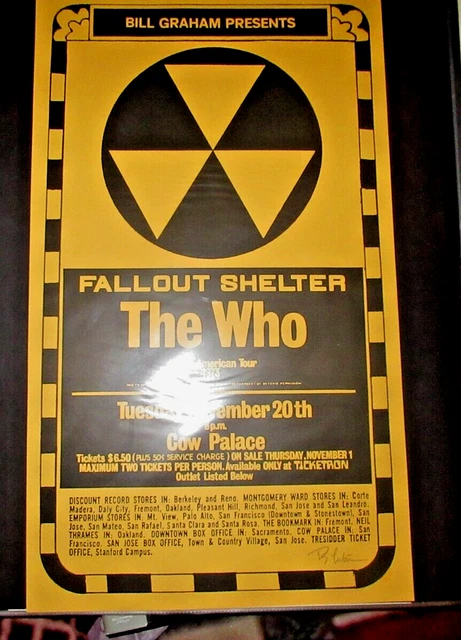 BILL GRAHAM PRESENTS
FALLOUT SHELTER
The Who
American Tour
20th
p.m.
Cow Palace
Tickets $6.50 (PLUS 50¢ SERVICE CHARGE) ON SALE THURSDAY, NOVEMBER 1
MAXIMUM TWO TICKETS PER PERSON. Available ONLY at TICKETRON
Outlet Listed Below
DISCOUNT RECORD STORES IN: Berkeley and Reno. MONTGOMERY WARD STORES IN: Corte
Madera, Daly City, Fremont, Oakland, Pleasant Hill, Richmond, San Jose and San Leandro.
EMPORIUM STORES IN: Mt. View, Palo Alto, San Francisco (Downtown & Stonestown), San
Jose, San Mateo, San Rafael, Santa Clara and Santa Rosa. THE BOOKMARK IN: Fremont. NEIL
THRAMES IN: Oakland. DOWNTOWN BOX OFFICE IN: Sacramento. COW PALACE IN: San
Francisco. SAN JOSE BOX OFFICE, Town & Country Village, San Jose. TRESIDDER TICKET
OFFICE, Stanford Campus.